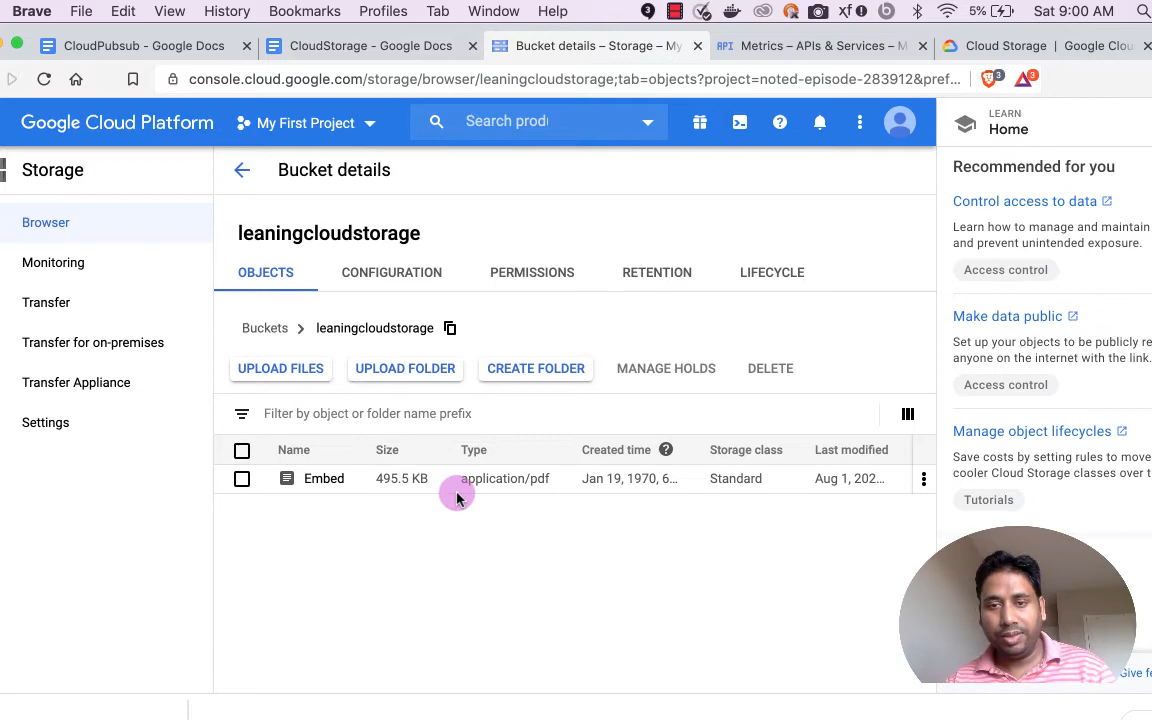 Brave File Edit View History Bookmarks Profiles Tab Window Help 3 5% Sat 9:00 AM
CloudPubsub - Google Docs × CloudStorage - Google Docs × Bucket details – Storage – My × API Metrics – APIs & Services – M × Cloud Storage | Google Clou
console.cloud.google.com/storage/browser/leaningcloudstorage;tab=objects?project=noted-episode-283912&pref... 3 3
Google Cloud Platform My First Project Search prod
LEARN
Home
Storage
Bucket details
Recommended for you
Browser
Monitoring
Transfer
Transfer for on-premises
Transfer Appliance
Settings
leaningcloudstorage
OBJECTS CONFIGURATION PERMISSIONS RETENTION LIFECYCLE
Buckets > leaningcloudstorage
UPLOAD FILES UPLOAD FOLDER CREATE FOLDER MANAGE HOLDS DELETE
Filter by object or folder name prefix
Name Size Type Created time Storage class Last modified
Embed 495.5 KB application/pdf Jan 19, 1970, 6... Standard Aug 1, 202...
Control access to data
Learn how to manage and maintain
and prevent unintended exposure.
Access control
Make data public
Set up your objects to be publicly re
anyone on the internet with the link.
Access control
Manage object lifecycles
Save costs by setting rules to move
cooler Cloud Storage classes over t
Tutorials
Give fe